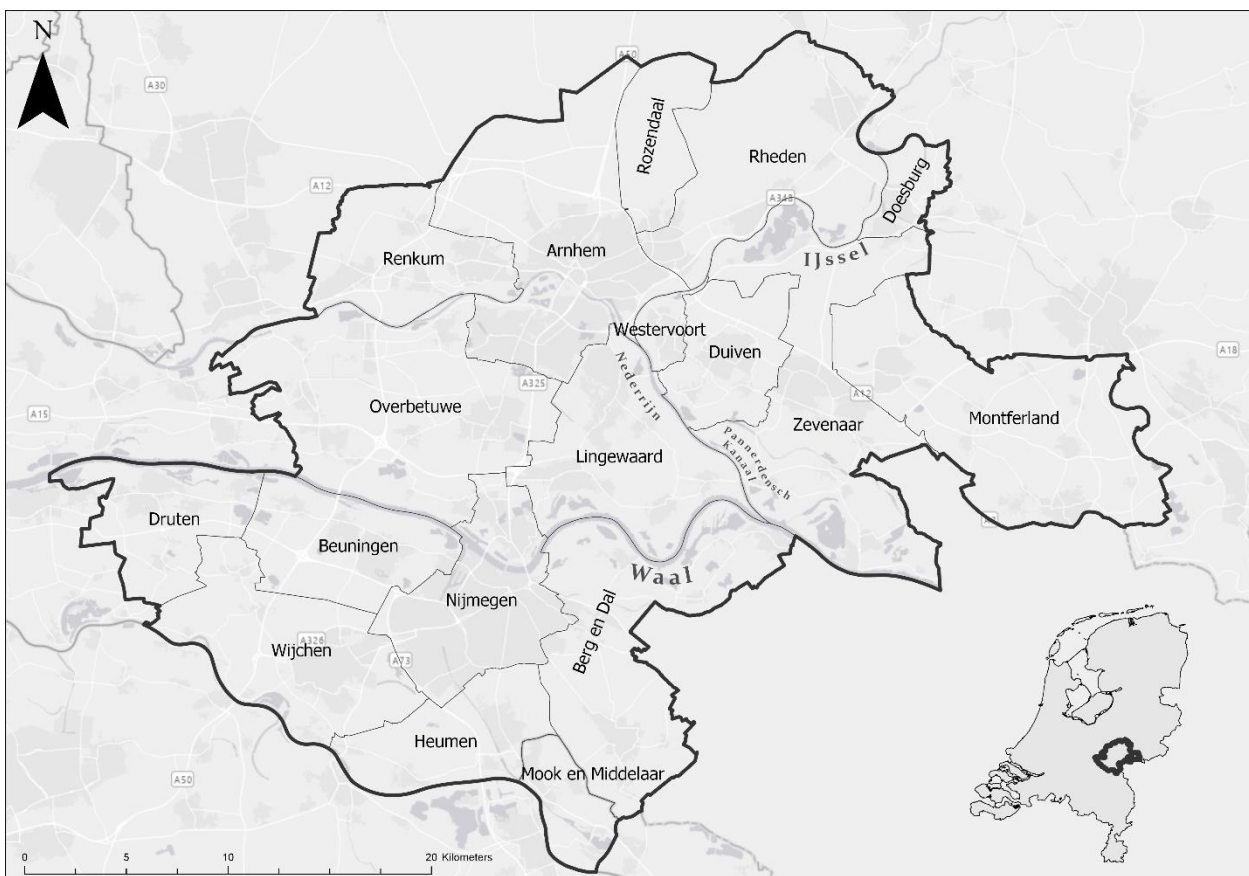 N
A50
A30
Rozendaal
Rheden
A12
Doesburg
A348
Arnhem
Renkum
IJssel
Westervoort
Duiven
A18
Nederrijn
A325
A12
Overbetuwe
A15
Zevenaar
Montferland
Pannerdensch
Kanaal
Lingewaard
Druten
Beuningen
Waal
Nijmegen
Berg en Dal
A326
Wijchen
A73
Heumen
Mook en Middelaar
A50
0 5 10 20 Kilometers